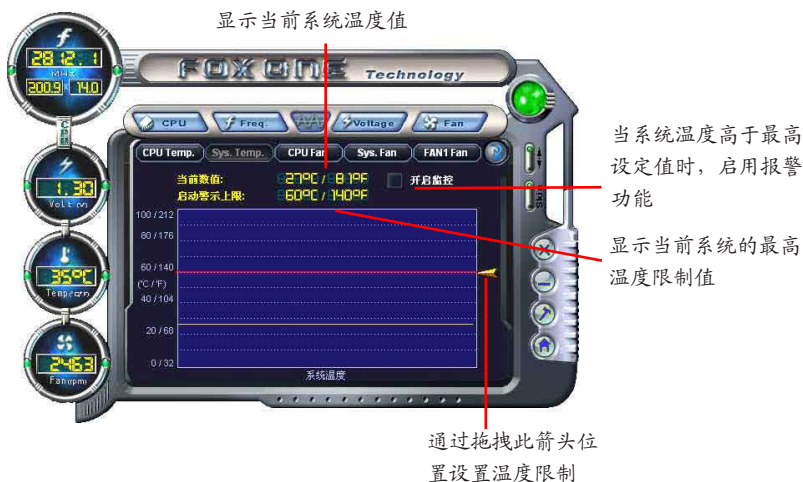 显示当前系统温度值
FOX ONE Technology
2812.1
MHz
200.9 14.0
CPU Freq. Voltage Fan
CPU
CPU Temp. Sys. Temp. CPU Fan Sys. Fan FAN1 Fan ?
当前数值: 27°C / 81°F 开启监控
启动警示上限: 60°C / 140°F
当系统温度高于最高
设定值时，启用报警
功能
1.30
Volt (v)
Skin
100 / 212
80 / 176
60 / 140
(°C / °F)
40 / 104
20 / 68
0 / 32
系统温度
显示当前系统的最高
温度限制值
35°C
2463
Fan(rpm)
通过拖拽此箭头位
置设置温度限制